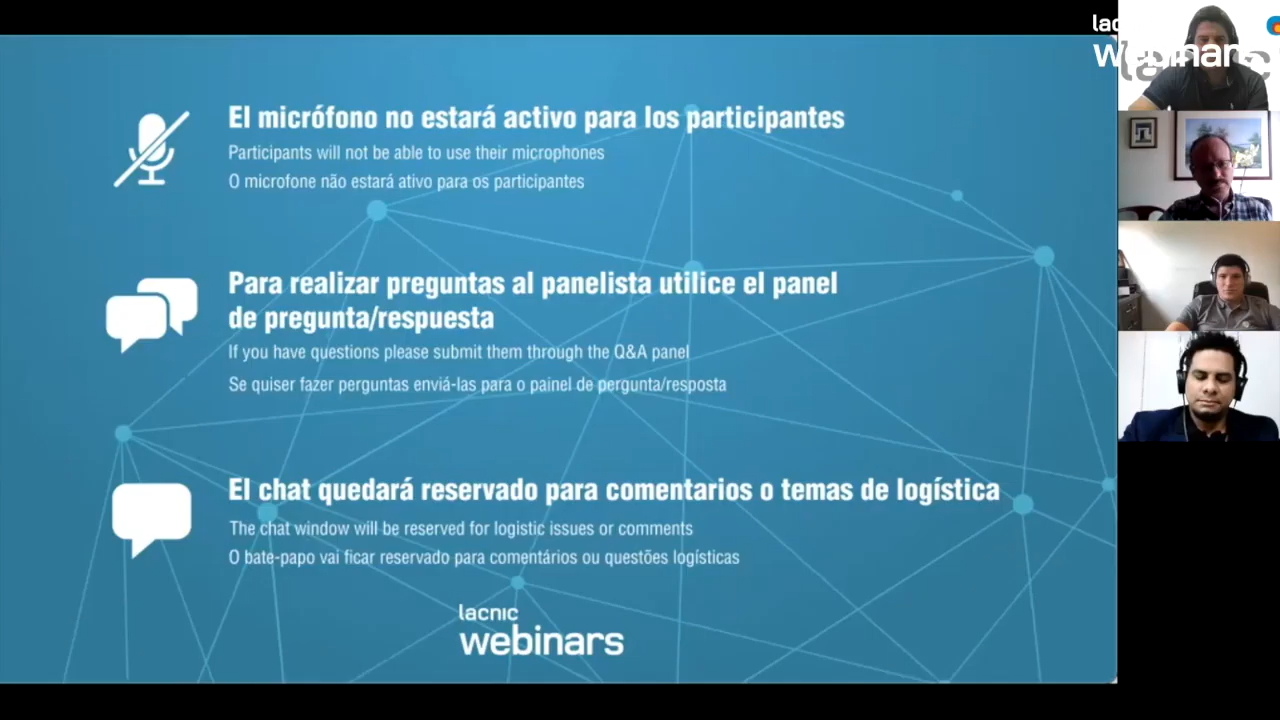 El micrófono no estará activo para los participantes
Participants will not be able to use their microphones
O microfone não estará ativo para os participantes
Para realizar preguntas al panelista utilice el panel
de pregunta/respuesta
If you have questions please submit them through the Q&A panel
Se quiser fazer perguntas enviá-las para o painel de pergunta/resposta
El chat quedará reservado para comentarios o temas de logística
The chat window will be reserved for logistic issues or comments
O bate-papo vai ficar reservado para comentários ou questões logísticas
lacnic
webinars
webinars